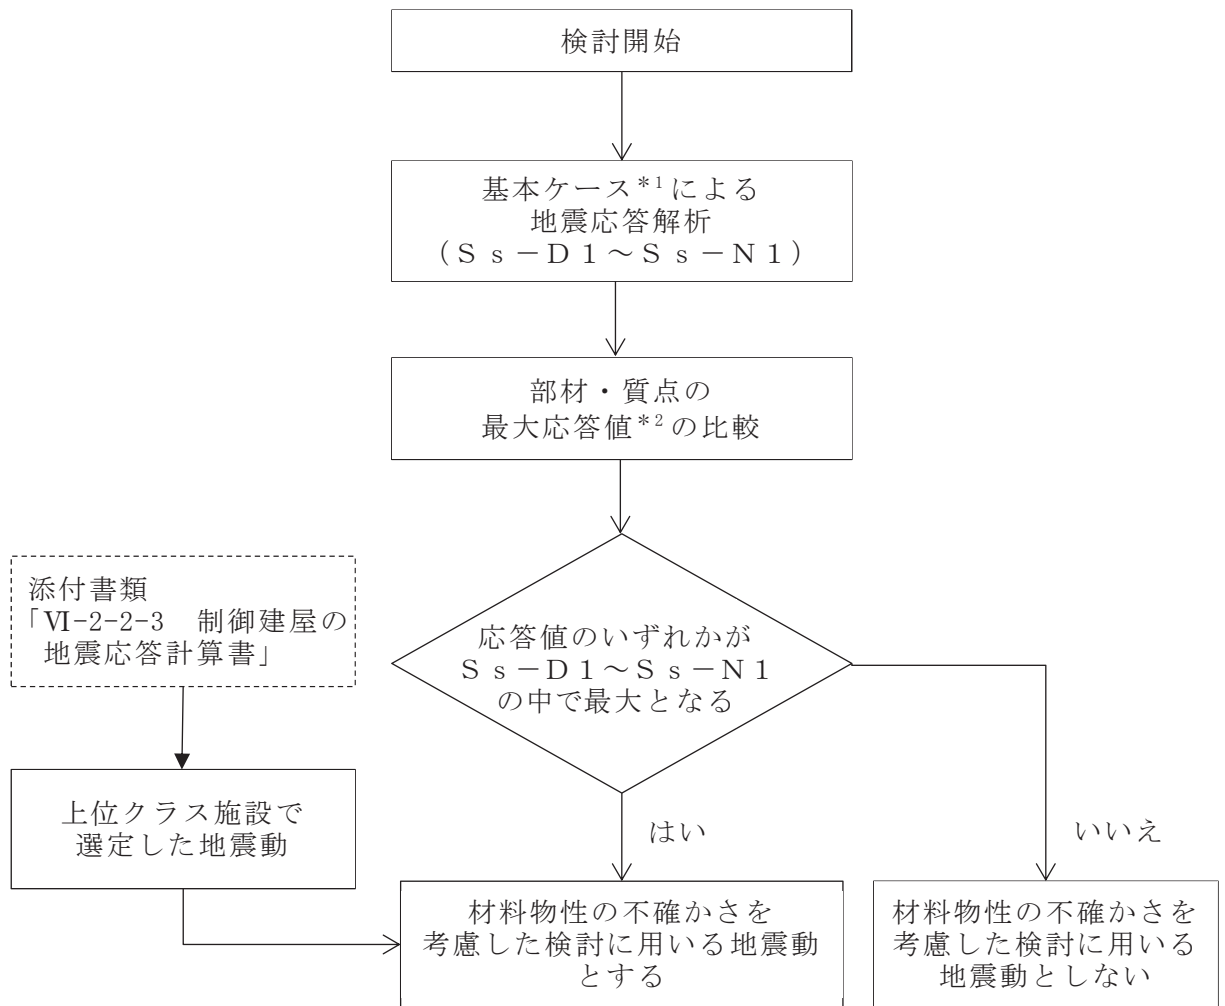 検討開始
基本ケース*1による
地震応答解析
(Ss-D1~Ss-N1)
部材・質点の
最大応答値*2の比較
応答値のいずれかが
Ss-D1~Ss-N1
の中で最大となる
添付書類
「Ⅵ-2-2-3 制御建屋の
地震応答計算書」
上位クラス施設で
選定した地震動
はい
いいえ
材料物性の不確かさを
考慮した検討に用いる地震動
とする
材料物性の不確かさを
考慮した検討に用いる
地震動としない